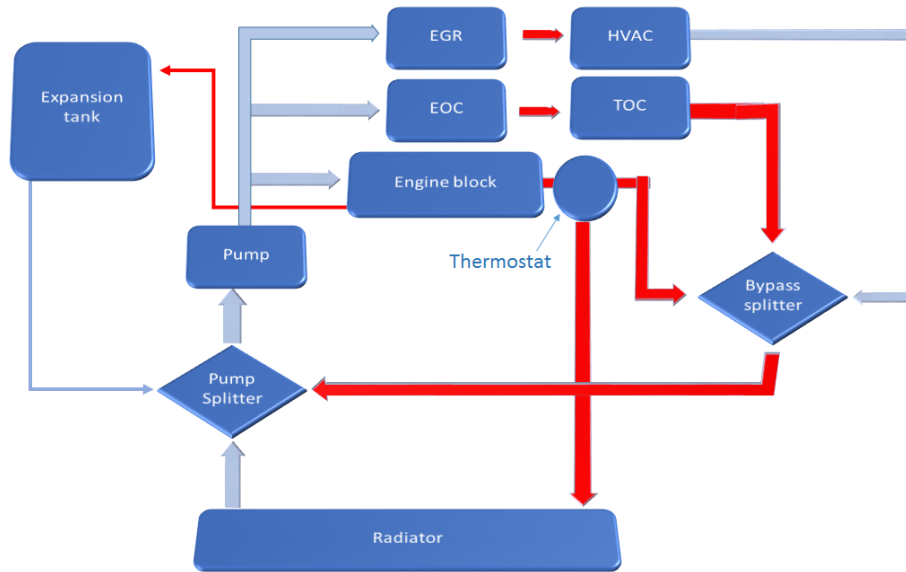 EGR
HVAC
Expansion
tank
EOC
TOC
Engine block
Pump
Thermostat
Bypass
splitter
Pump
Splitter
Radiator